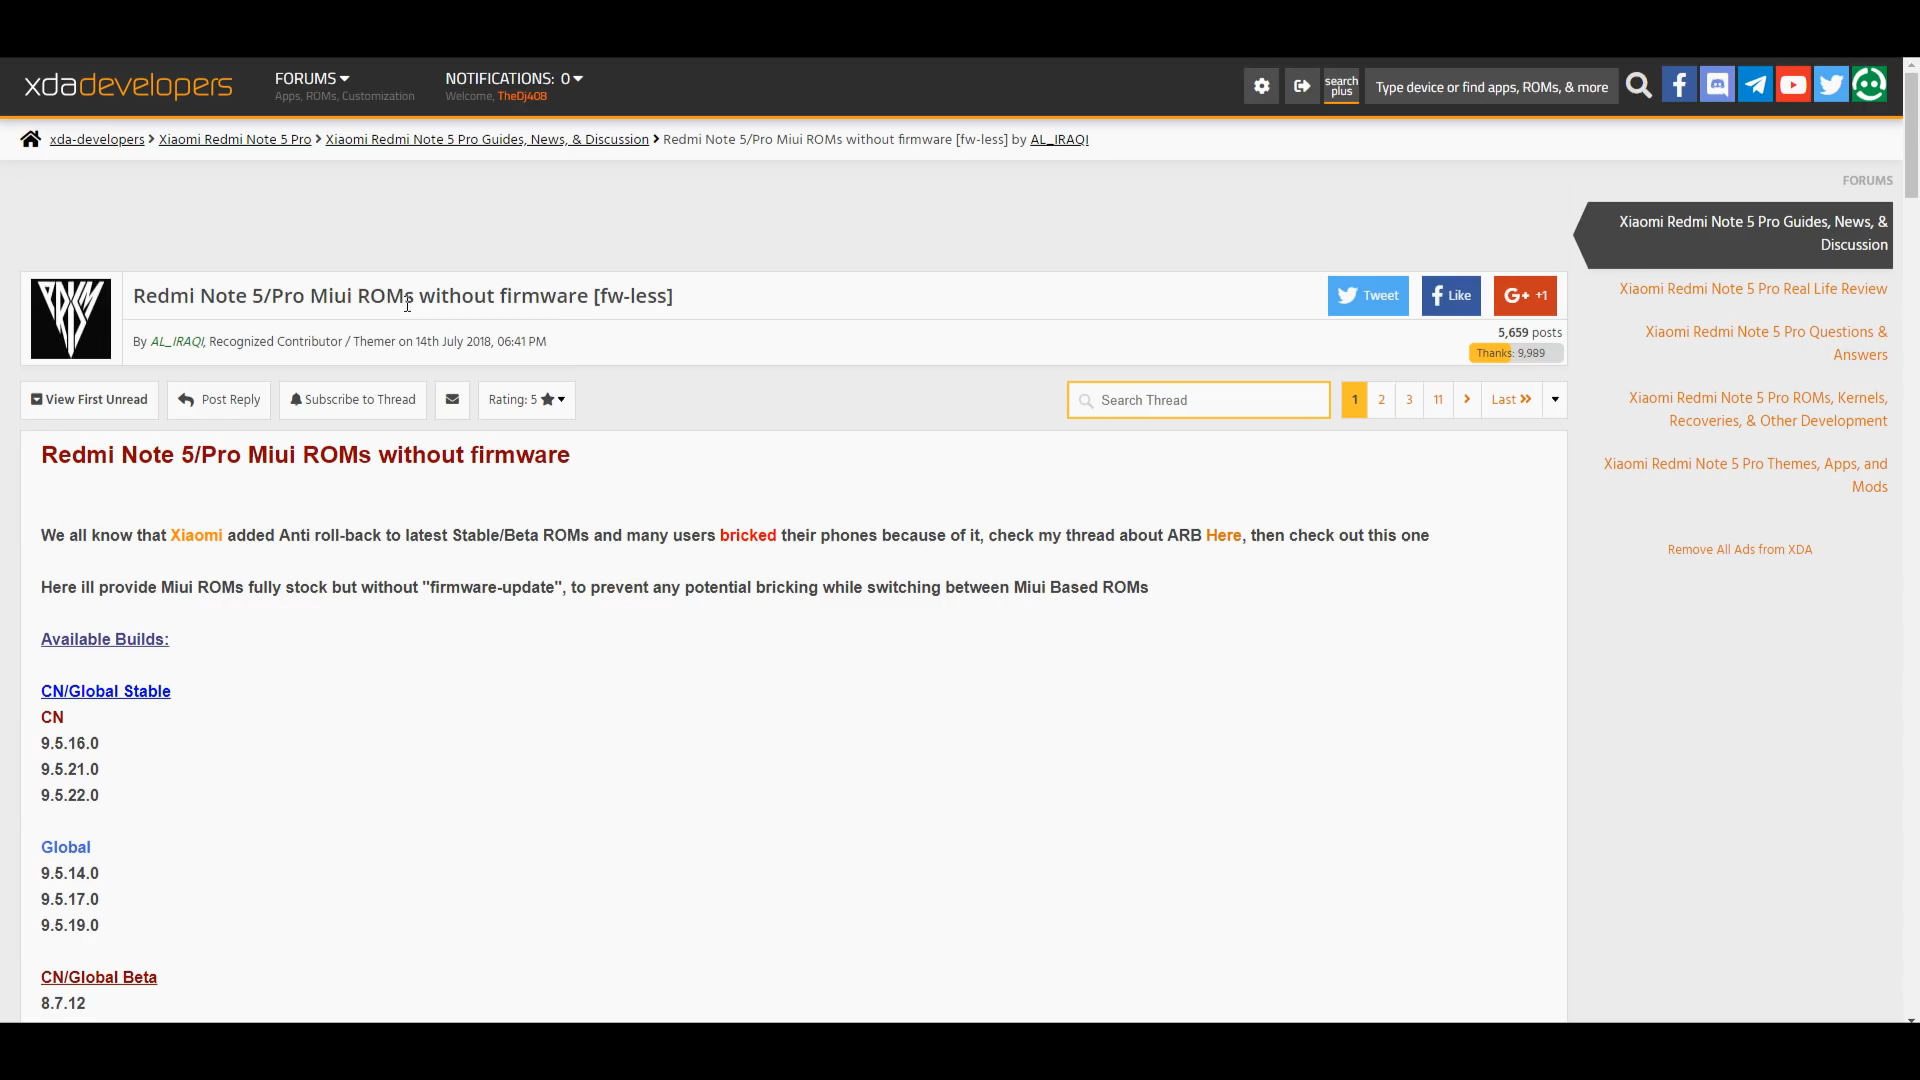 xdadevelopers
FORUMS
Apps, ROMs, Customization
NOTIFICATIONS: 0
Welcome, TheDj408
search
plus
Type device or find apps, ROMs, & more
xda-developers > Xiaomi Redmi Note 5 Pro > Xiaomi Redmi Note 5 Pro Guides, News, & Discussion > Redmi Note 5/Pro Miui ROMs without firmware [fw-less] by AL_IRAQI
FORUMS
Xiaomi Redmi Note 5 Pro Guides, News, &
Discussion
Xiaomi Redmi Note 5 Pro Real Life Review
Xiaomi Redmi Note 5 Pro Questions &
Answers
Xiaomi Redmi Note 5 Pro ROMs, Kernels,
Recoveries, & Other Development
Xiaomi Redmi Note 5 Pro Themes, Apps, and
Mods
Remove All Ads from XDA
PRISM
Redmi Note 5/Pro Miui ROMs without firmware [fw-less]
Tweet
Like
G+ +1
By AL_IRAQI, Recognized Contributor / Themer on 14th July 2018, 06:41 PM
5,659 posts
Thanks: 9,989
View First Unread
Post Reply
Subscribe to Thread
Rating: 5
Search Thread
1 2 3 11 > Last »
Redmi Note 5/Pro Miui ROMs without firmware
We all know that Xiaomi added Anti roll-back to latest Stable/Beta ROMs and many users bricked their phones because of it, check my thread about ARB Here, then check out this one
Here ill provide Miui ROMs fully stock but without "firmware-update", to prevent any potential bricking while switching between Miui Based ROMs
Available Builds:
CN/Global Stable
CN
9.5.16.0
9.5.21.0
9.5.22.0
Global
9.5.14.0
9.5.17.0
9.5.19.0
CN/Global Beta
8.7.12